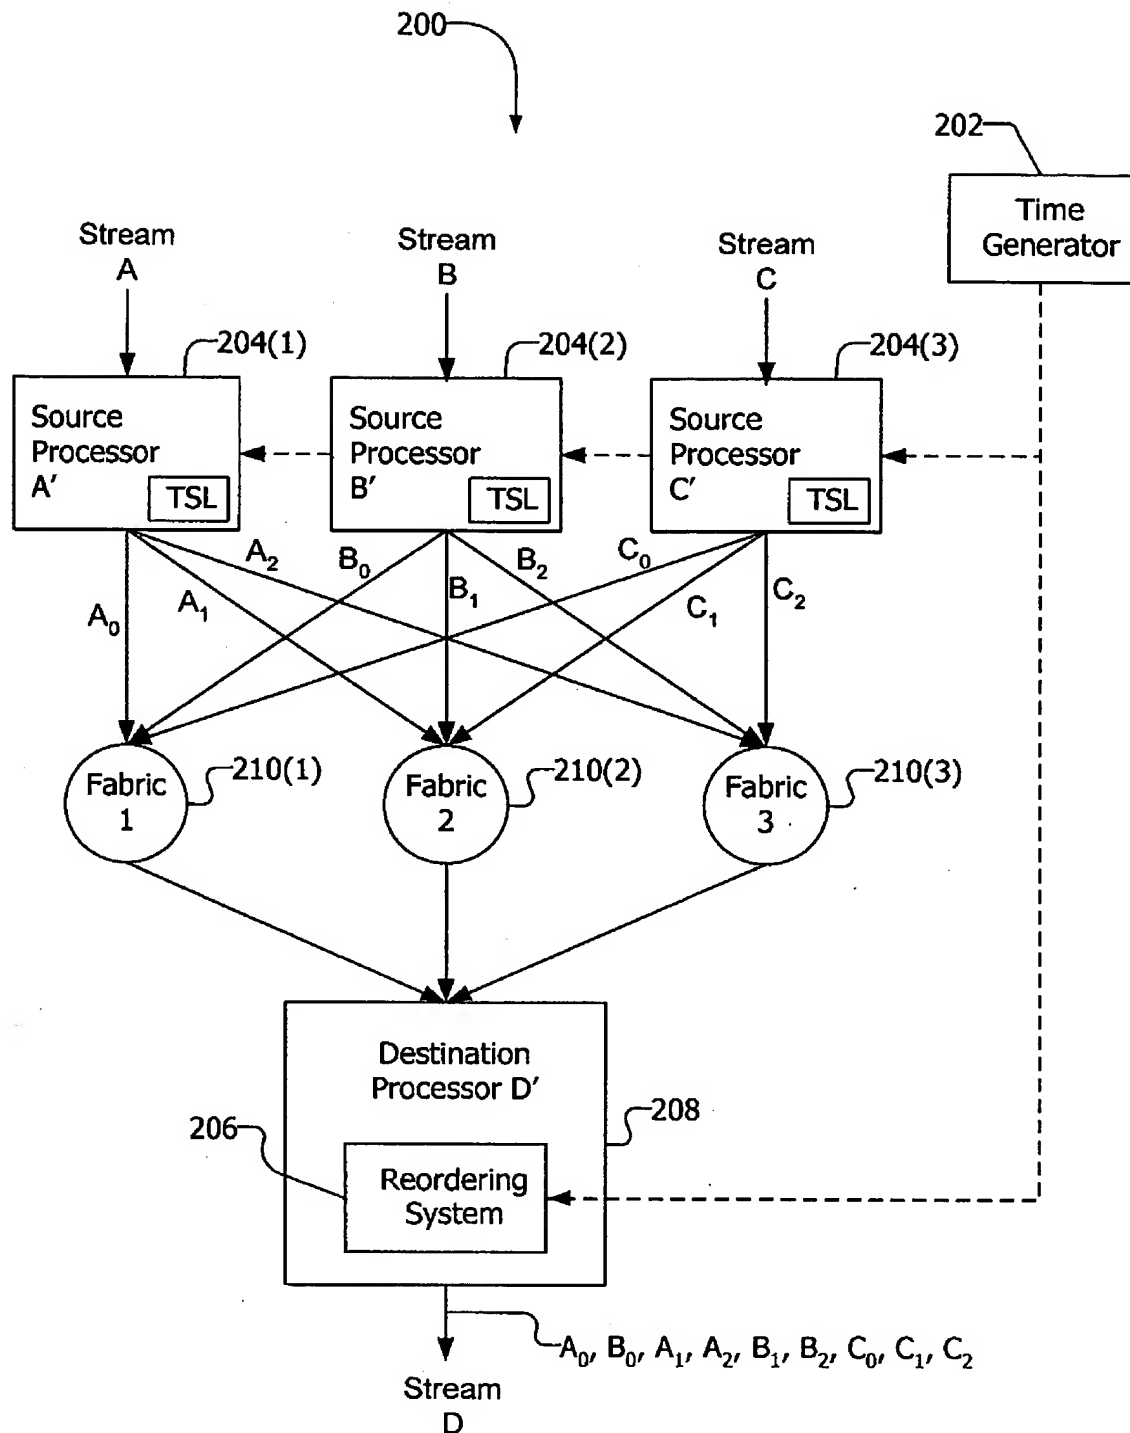 200
202
Time
Generator
Stream
A
Stream
B
Stream
C
204(1)
204(2)
204(3)
Source
Processor
A'
TSL
Source
Processor
B'
TSL
Source
Processor
C'
TSL
A₀
A₁
A₂
B₀
B₁
B₂
C₀
C₁
C₂
Fabric
1
210(1)
Fabric
2
210(2)
Fabric
3
210(3)
Destination
Processor D'
206
208
Reordering
System
A₀, B₀, A₁, A₂, B₁, B₂, C₀, C₁, C₂
Stream
D